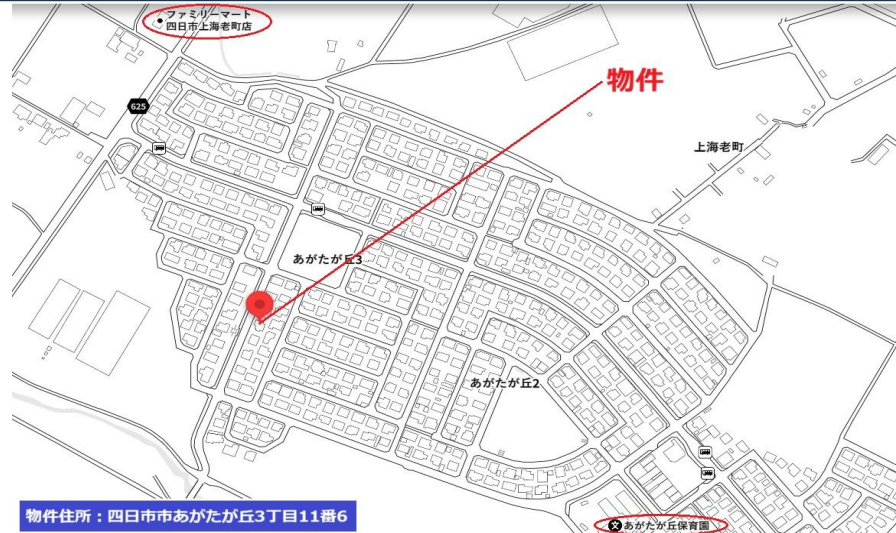 ファミリーマート
四日市上海老町店
物件
625
上海老町
あがたが丘3
あがたが丘2
物件住所：四日市市あがたが丘3丁目11番6
文
あがたが丘保育園